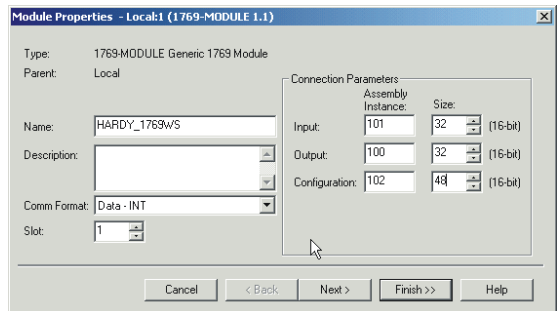 Module Properties - Local:1 (1769-MODULE 1.1)
Type: 1769-MODULE Generic 1769 Module
Parent: Local
Connection Parameters
Assembly Instance: Size:
Name: HARDY_1769WS
Input: 101 32 (16-bit)
Description:
Output: 100 32 (16-bit)
Configuration: 102 48 (16-bit)
Comm Format: Data - INT
Slot: 1
Cancel < Back Next > Finish >> Help